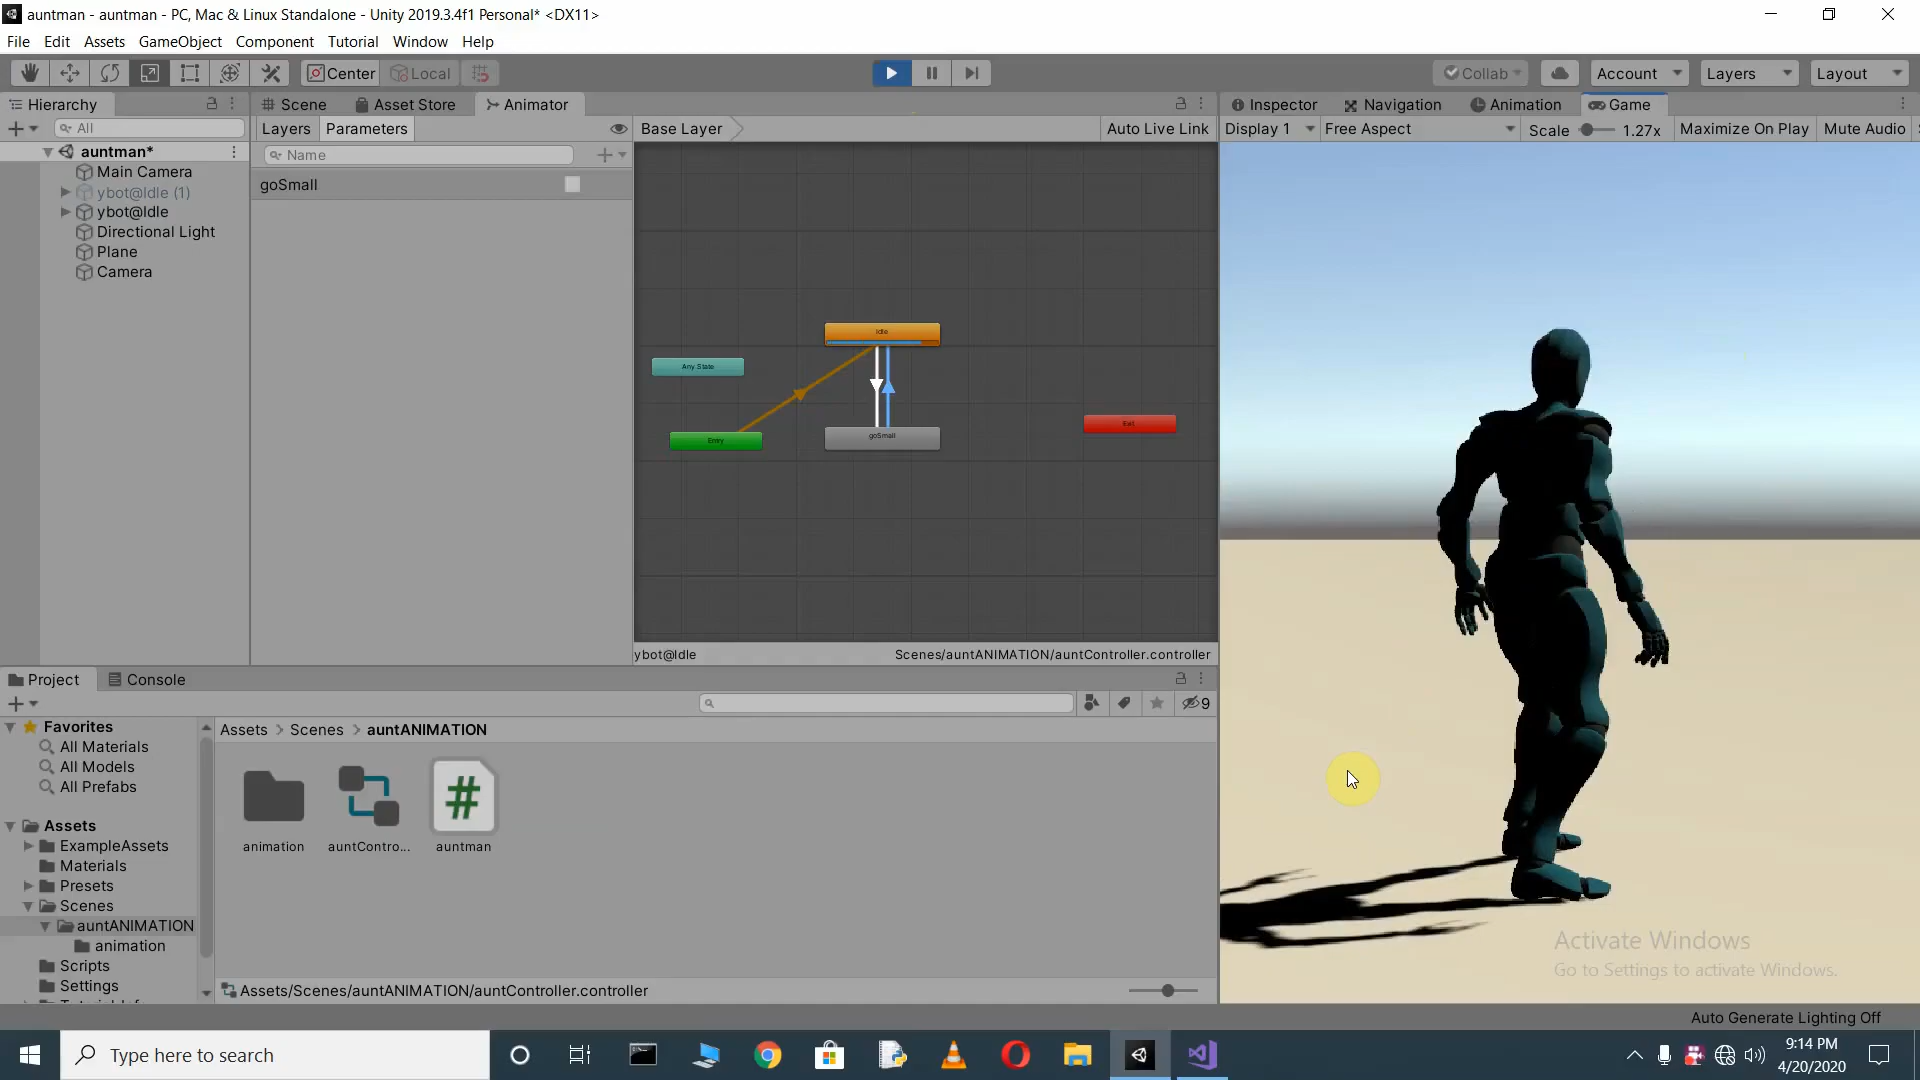 auntman - auntman - PC, Mac & Linux Standalone - Unity 2019.3.4f1 Personal* <DX11>
File Edit Assets GameObject Component Tutorial Window Help
Center Local Collab Account Layers Layout
Hierarchy Scene Asset Store Animator Inspector Navigation Animation Game
All Layers Parameters Base Layer Auto Live Link Display 1 Free Aspect Scale 1.27x Maximize On Play Mute Audio
auntman* Name
Main Camera
ybot@Idle (1) goSmall
ybot@Idle
Directional Light
Plane
Camera
Idle
Any State
Exit
Entry goSmall
ybot@Idle Scenes/auntANIMATION/auntController.controller
Project Console
9
Favorites Assets > Scenes > auntANIMATION
All Materials
All Models
All Prefabs
Assets
ExampleAssets animation auntContro... auntman
Materials
Presets
Scenes
auntANIMATION
animation
Scripts
Settings Assets/Scenes/auntANIMATION/auntController.controller
Activate Windows
Go to Settings to activate Windows.
Auto Generate Lighting Off
Type here to search
9:14 PM
4/20/2020